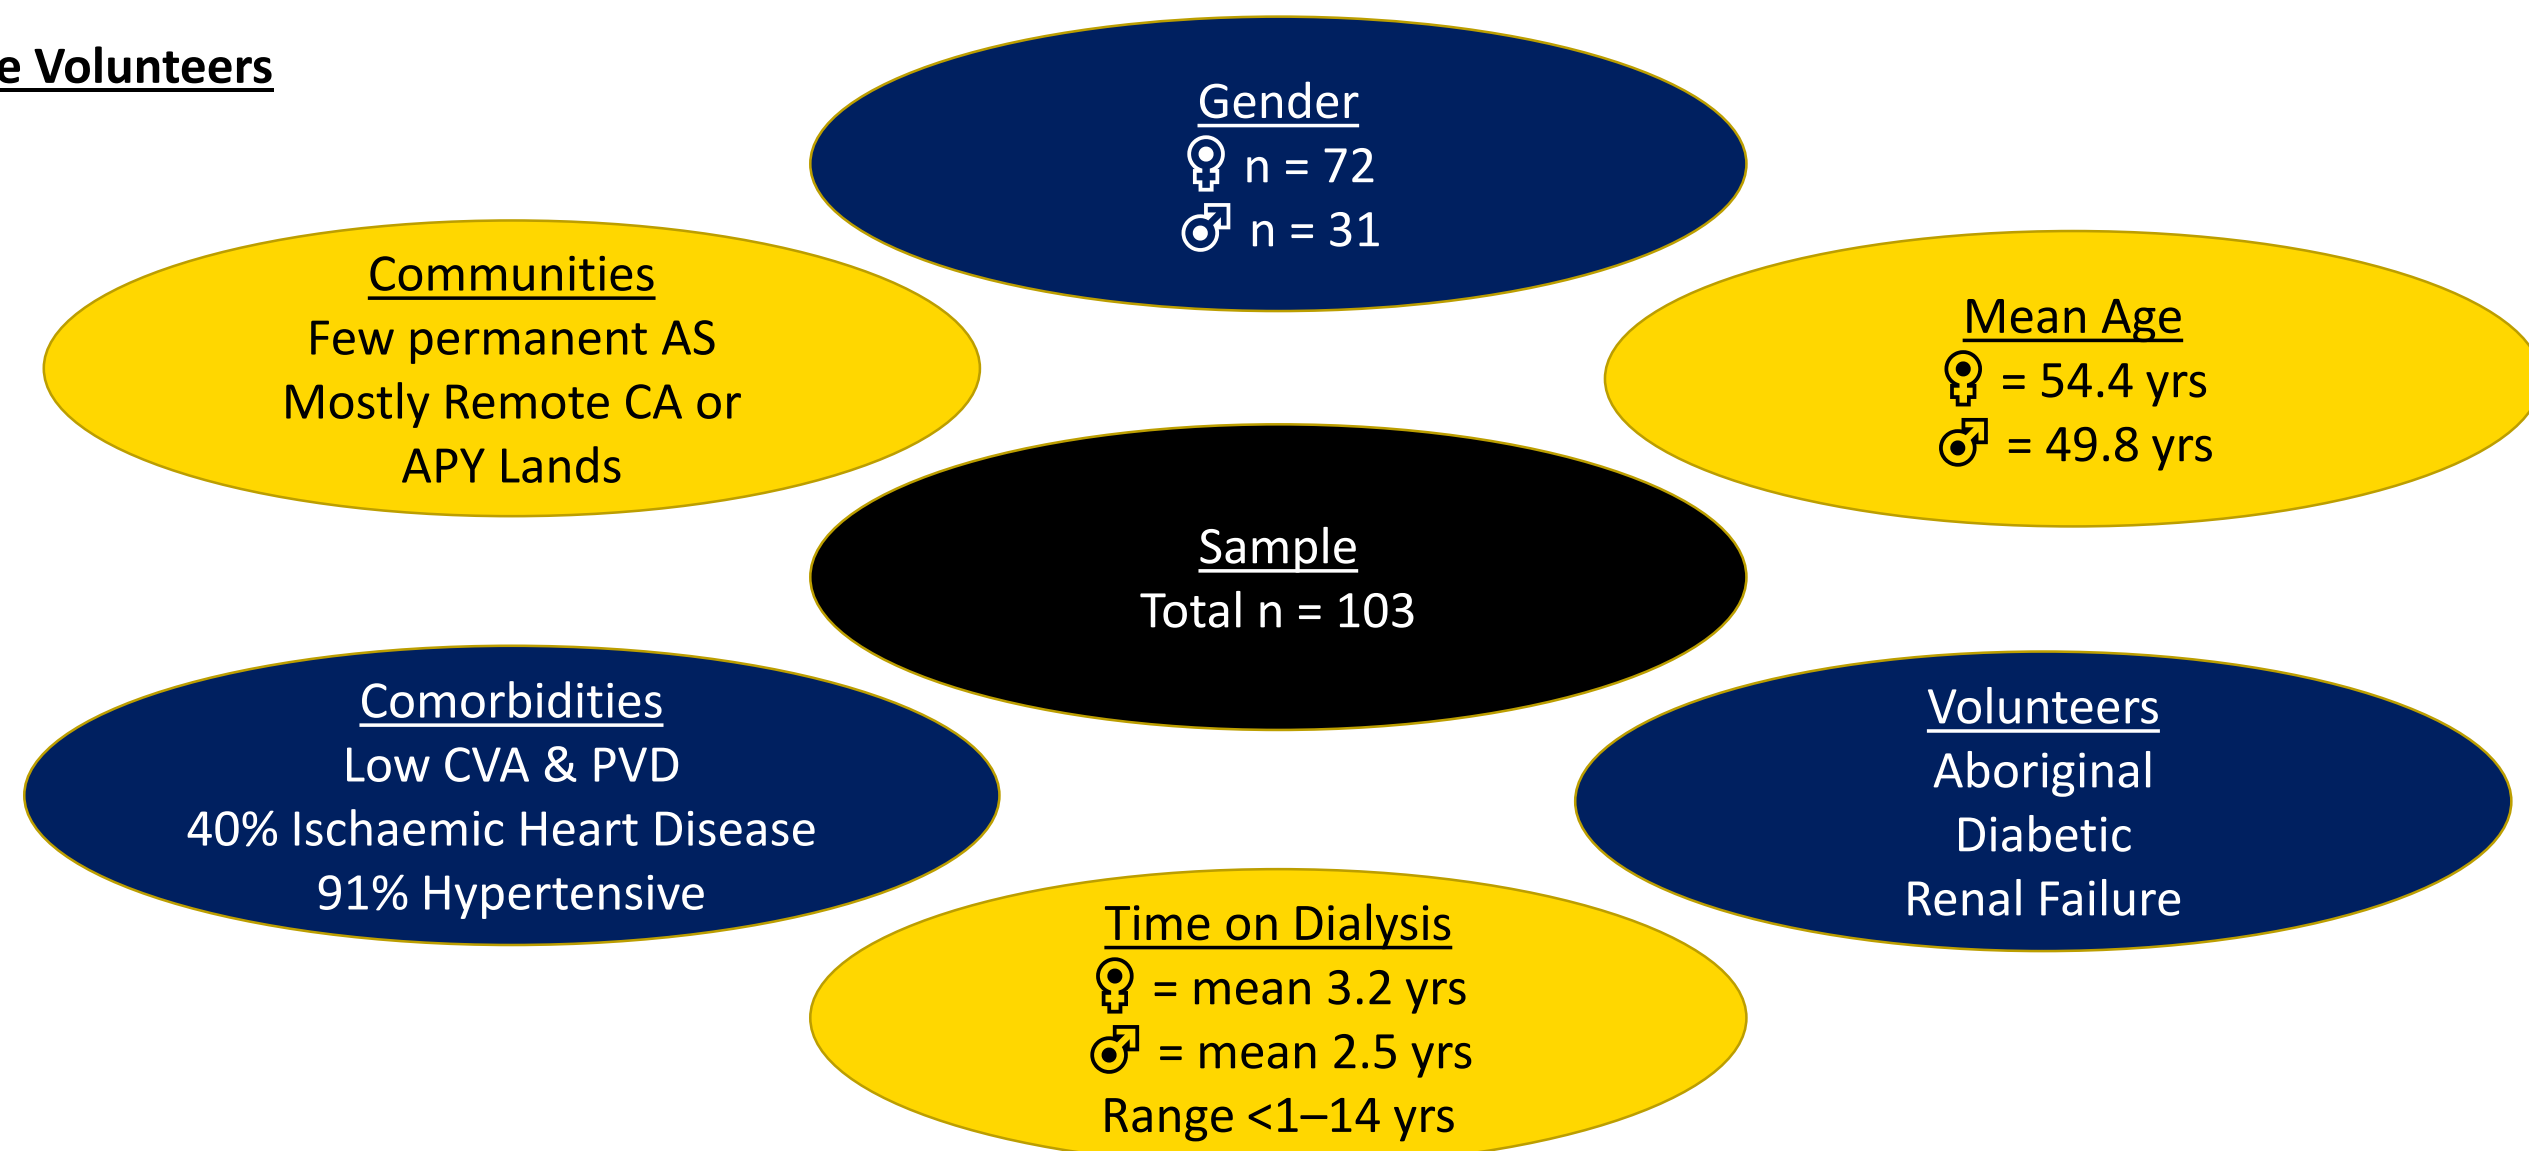 e Volunteers
Gender
♀ n = 72
♂ n = 31
Communities
Few permanent AS
Mostly Remote CA or
APY Lands
Mean Age
♀ = 54.4 yrs
♂ = 49.8 yrs
Sample
Total n = 103
Comorbidities
Low CVA & PVD
40% Ischaemic Heart Disease
91% Hypertensive
Volunteers
Aboriginal
Diabetic
Renal Failure
Time on Dialysis
♀ = mean 3.2 yrs
♂ = mean 2.5 yrs
Range <1–14 yrs